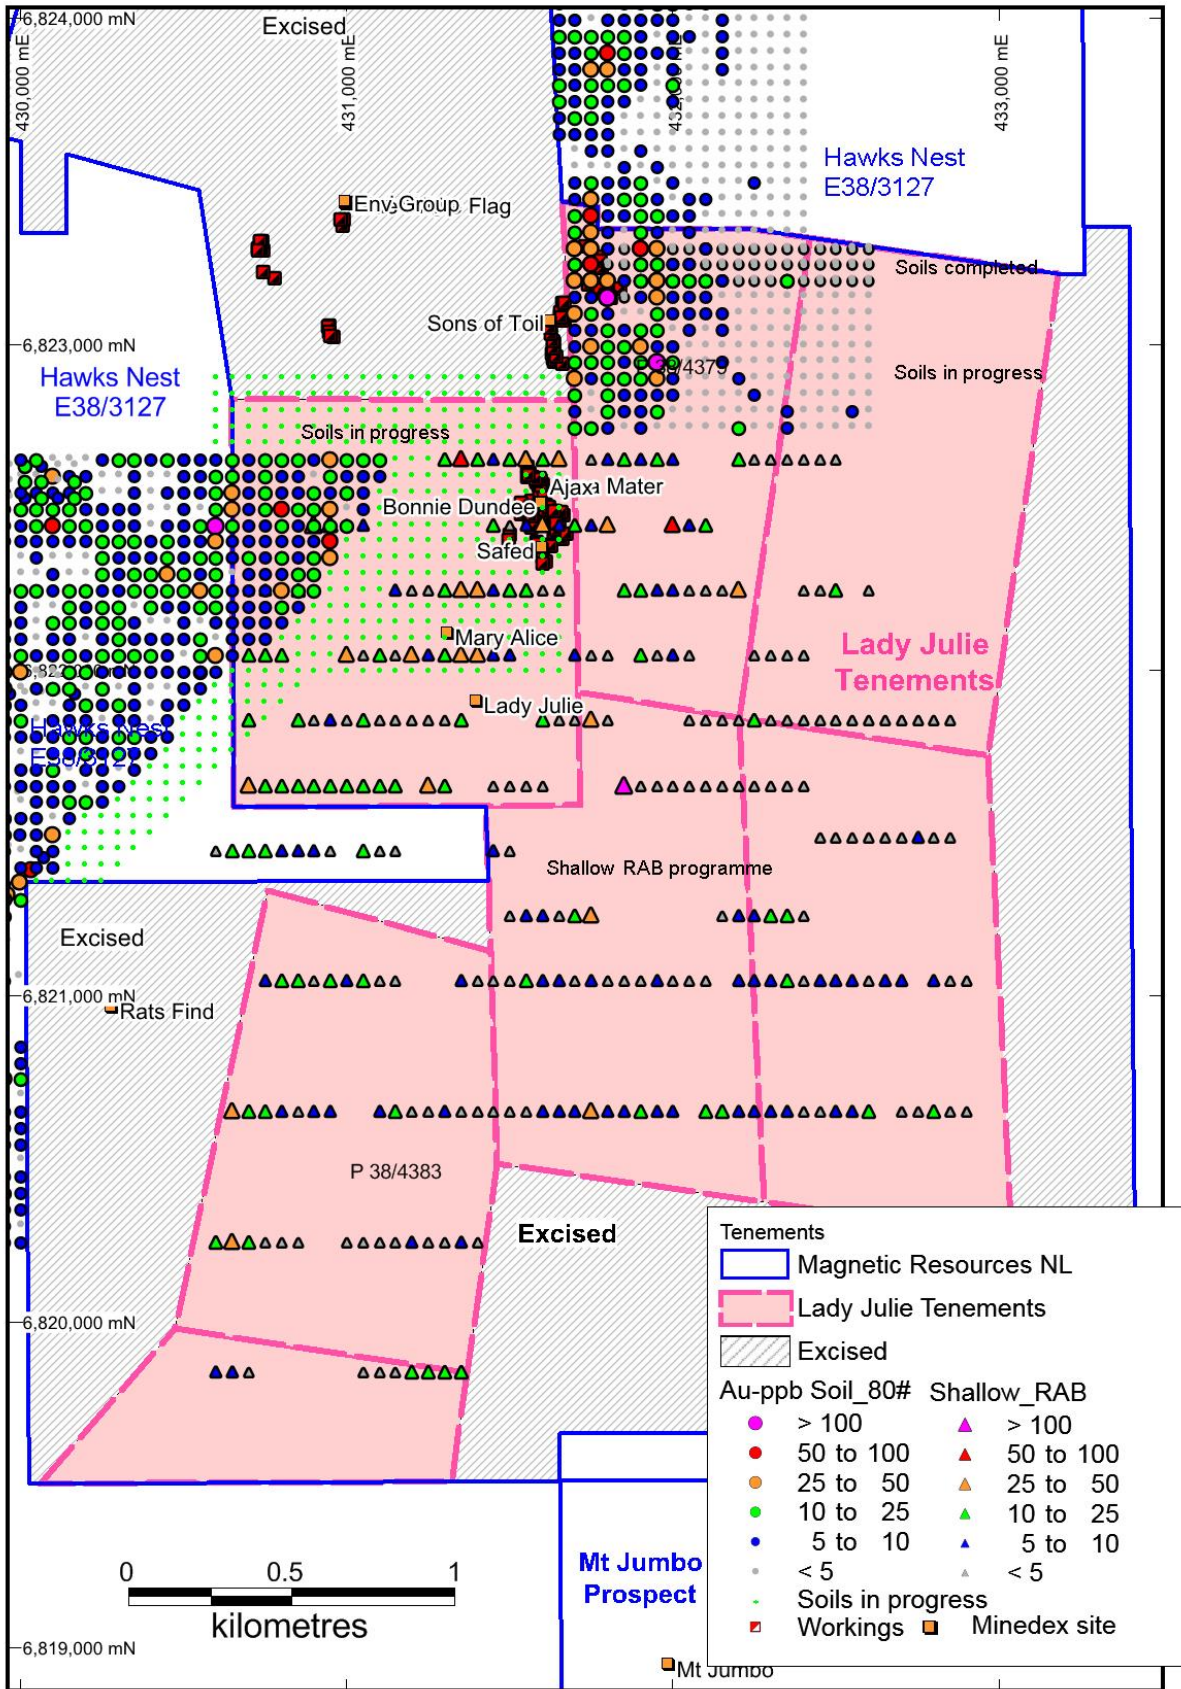 6,824,000 mN
Excised
430,000 mE
431,000 mE
433,000 mE
Hawks Nest
E38/3127
Group
Flag
Soils completed
Sons of Toil
6,823,000 mN
Soils in progress
Hawks Nest
E38/3127
Soils in progress
Ajax
Mater
Bonnie Dundee
Safed
Mary Alice
Lady Julie
Tenements
Lady Julie
Hawks Nest
E38/3127
Shallow RAB programme
Excised
6,821,000 mN
Rats Find
P 38/4383
Excised
6,820,000 mN
Tenements
Magnetic Resources NL
Lady Julie Tenements
Excised
Au-ppb Soil_80# Shallow_RAB
> 100 > 100
50 to 100 50 to 100
25 to 50 25 to 50
10 to 25 10 to 25
5 to 10 5 to 10
< 5 < 5
Soils in progress
Workings Minedex site
0 0.5 1
kilometres
Mt Jumbo
Prospect
6,819,000 mN
Mt Jumbo